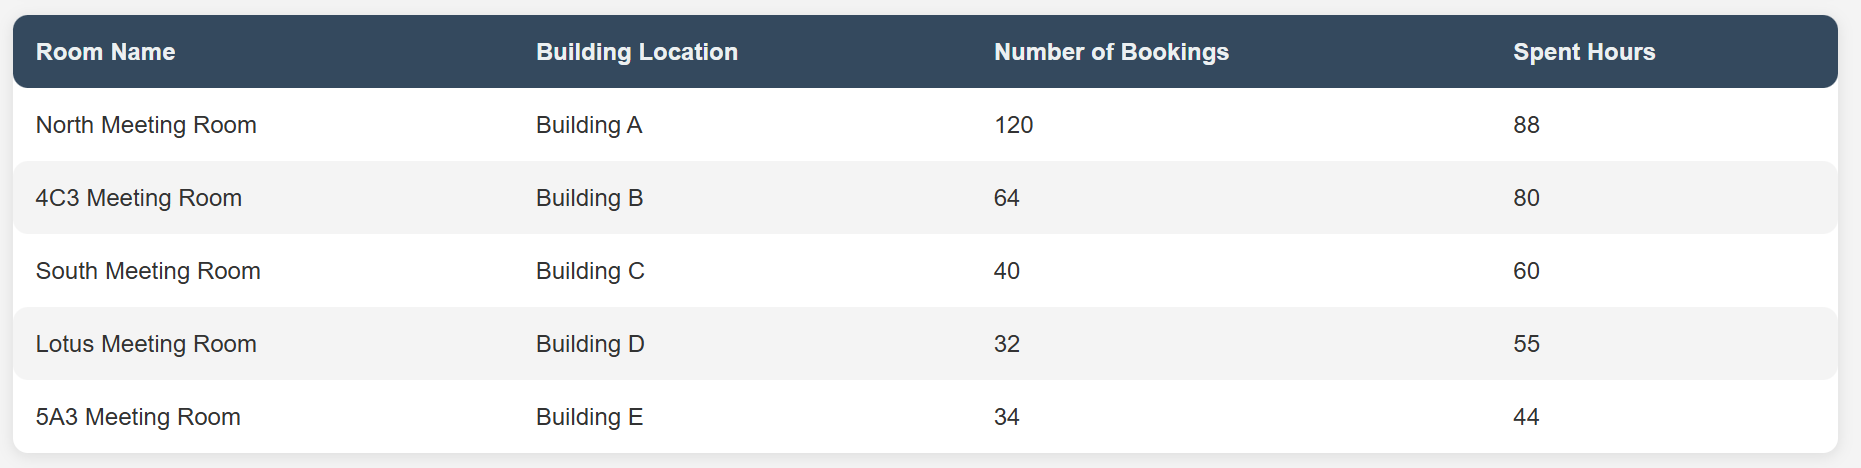 Room Name Building Location Number of Bookings Spent Hours
North Meeting Room Building A 120 88
4C3 Meeting Room Building B 64 80
South Meeting Room Building C 40 60
Lotus Meeting Room Building D 32 55
5A3 Meeting Room Building E 34 44